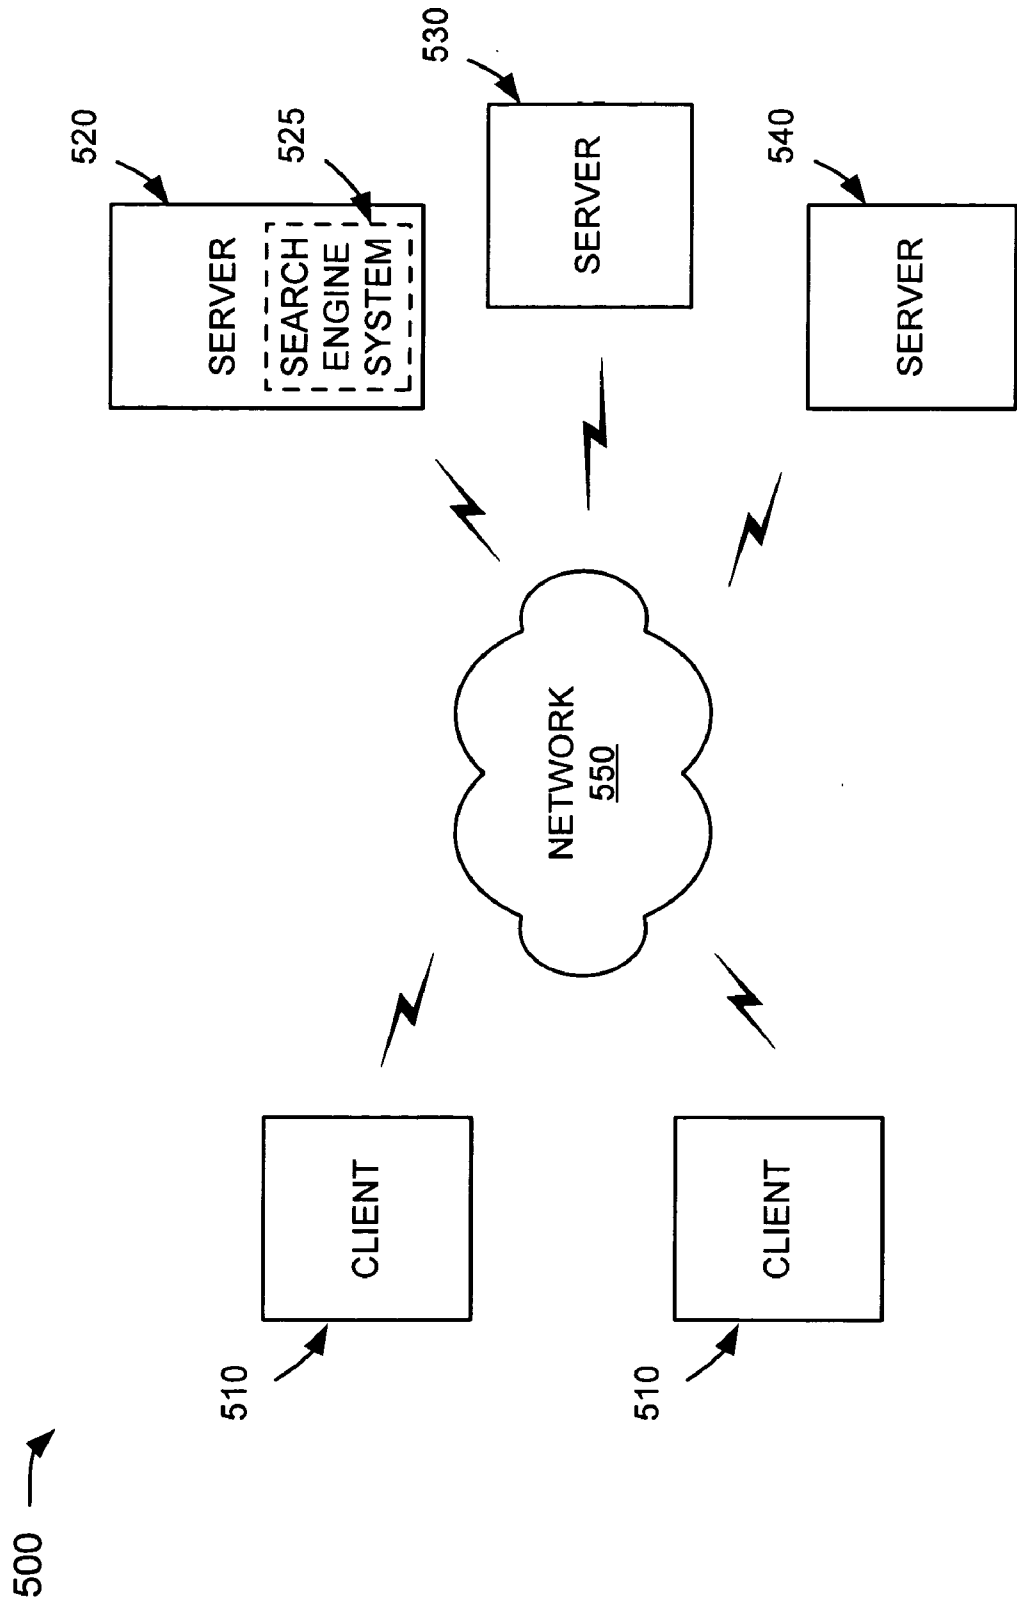 500
510
CLIENT
510
CLIENT
NETWORK
550
520
SERVER
525
SEARCH
ENGINE
SYSTEM
530
SERVER
540
SERVER